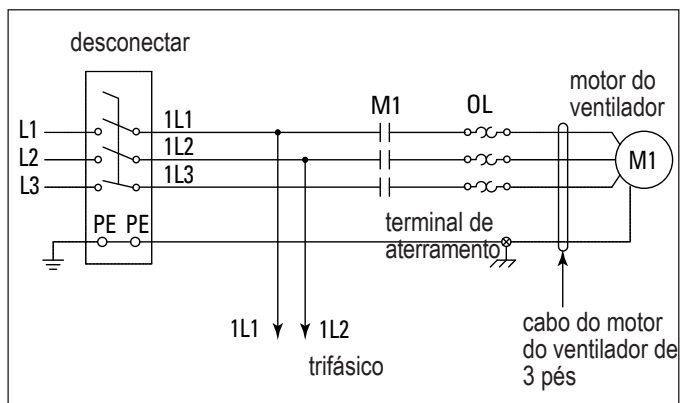 desconectar
L1
L2
L3
1L1
1L2
1L3
PE PE
M1
OL
motor do
ventilador
M1
terminal de
aterramento
1L1
1L2
trifásico
cabo do motor
do ventilador de
3 pés